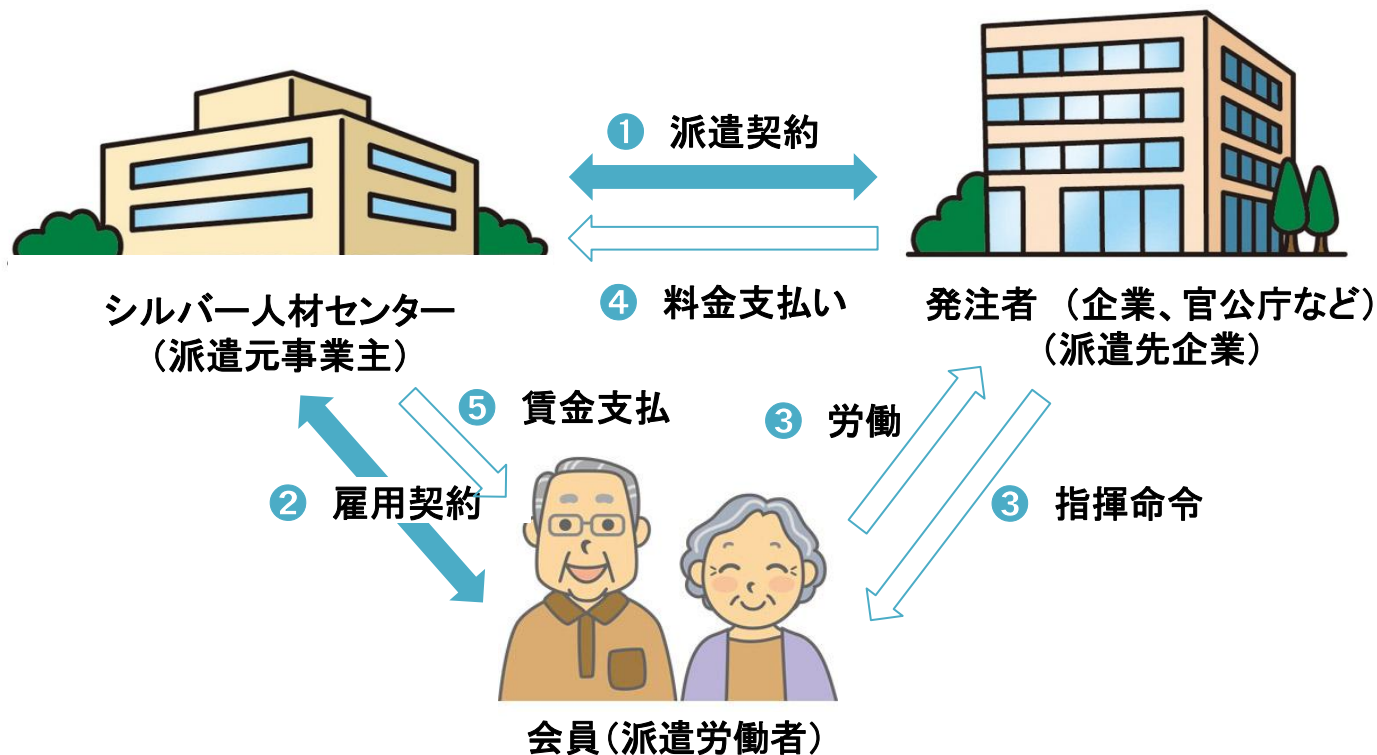 ❶ 派遣契約
❹ 料金支払い
シルバー人材センター
（派遣元事業主）
発注者 （企業、官公庁など）
（派遣先企業）
❺ 賃金支払
❸ 労働
❷ 雇用契約
❸ 指揮命令
会員（派遣労働者）